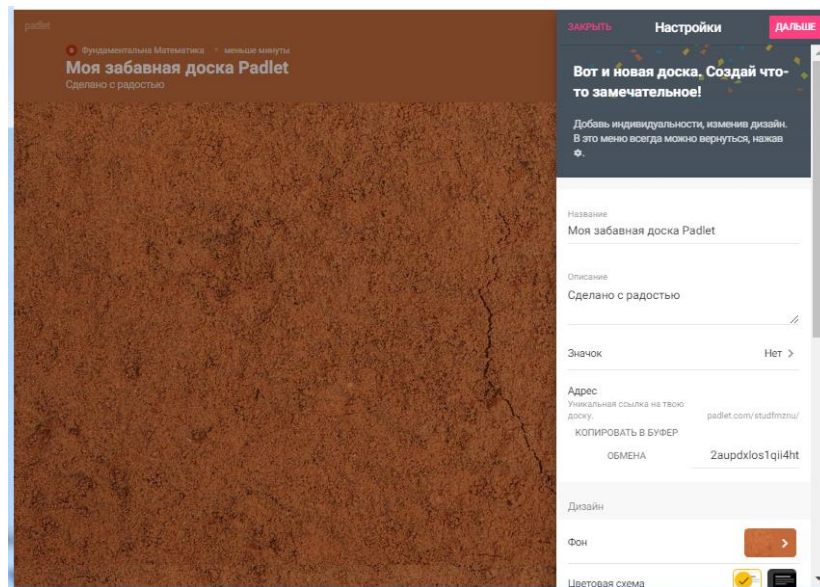 padlet
Фундаментальна Математика • меньше минуты
Моя забавная доска Padlet
Сделано с радостью
ЗАКРЫТЬ
Настройки
ДАЛЬШЕ
Вот и новая доска. Создай что-
то замечательное!
Добавь индивидуальности, изменив дизайн.
В это меню всегда можно вернуться, нажав
.
Название
Моя забавная доска Padlet
Описание
Сделано с радостью
Значок
Нет >
Адрес
Уникальная ссылка на твою
доску.
padlet.com/studfmznu/
КОПИРОВАТЬ В БУФЕР
ОБМЕНА
2aupdxlos1qii4ht
Дизайн
Фон
Цветовая схема